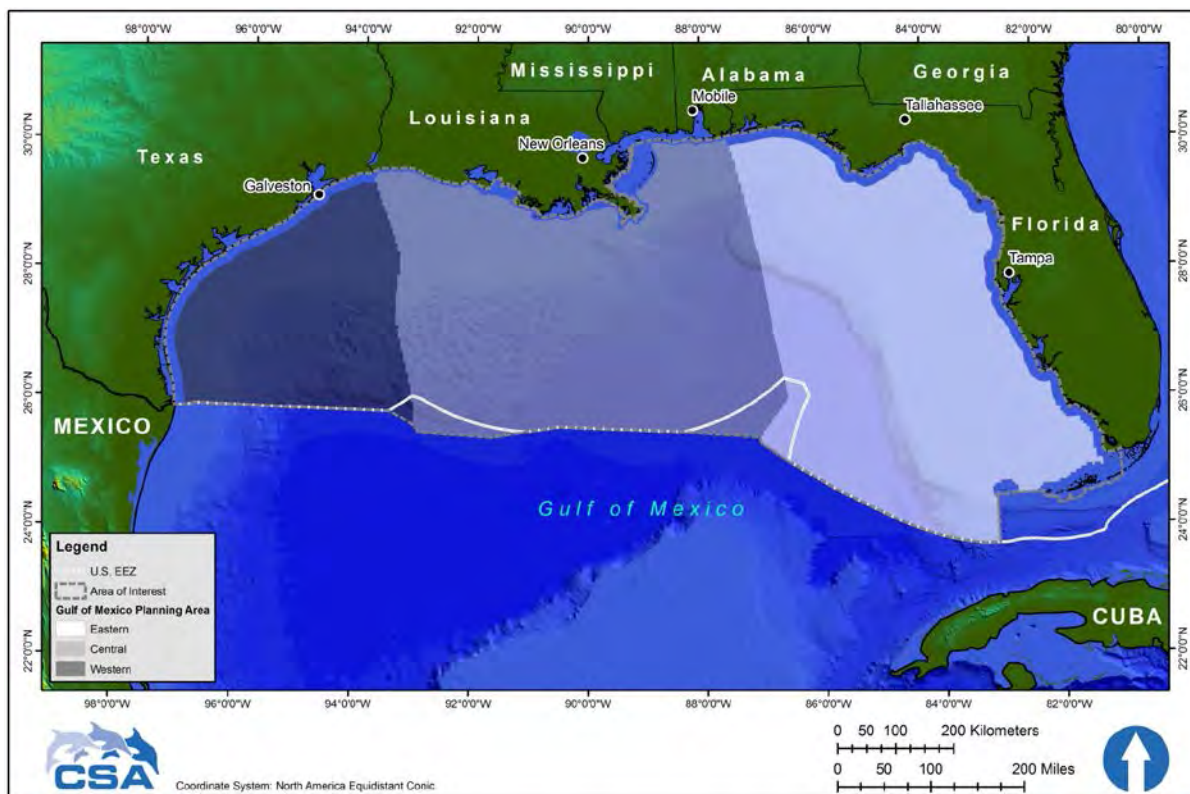 98°0'0"W 96°0'0"W 94°0'0"W 92°0'0"W 90°0'0"W 88°0'0"W 86°0'0"W 84°0'0"W 82°0'0"W 80°0'0"W
Mississippi Alabama Georgia
Mobile
Tallahassee
Louisiana
30°0'0"N
New Orleans
30°0'0"N
Texas
Galveston
Florida
28°0'0"N
Tampa
28°0'0"N
26°0'0"N
26°0'0"N
MEXICO
Gulf of Mexico
24°0'0"N
24°0'0"N
Legend
U.S. EEZ
Area of Interest
Gulf of Mexico Planning Area
Eastern
Central
Western
CUBA
22°0'0"N
22°0'0"N
98°0'0"W 96°0'0"W 94°0'0"W 92°0'0"W 90°0'0"W 88°0'0"W 86°0'0"W 84°0'0"W 82°0'0"W
CSA
Coordinate System: North America Equidistant Conic
0 50 100 200 Kilometers
0 50 100 200 Miles